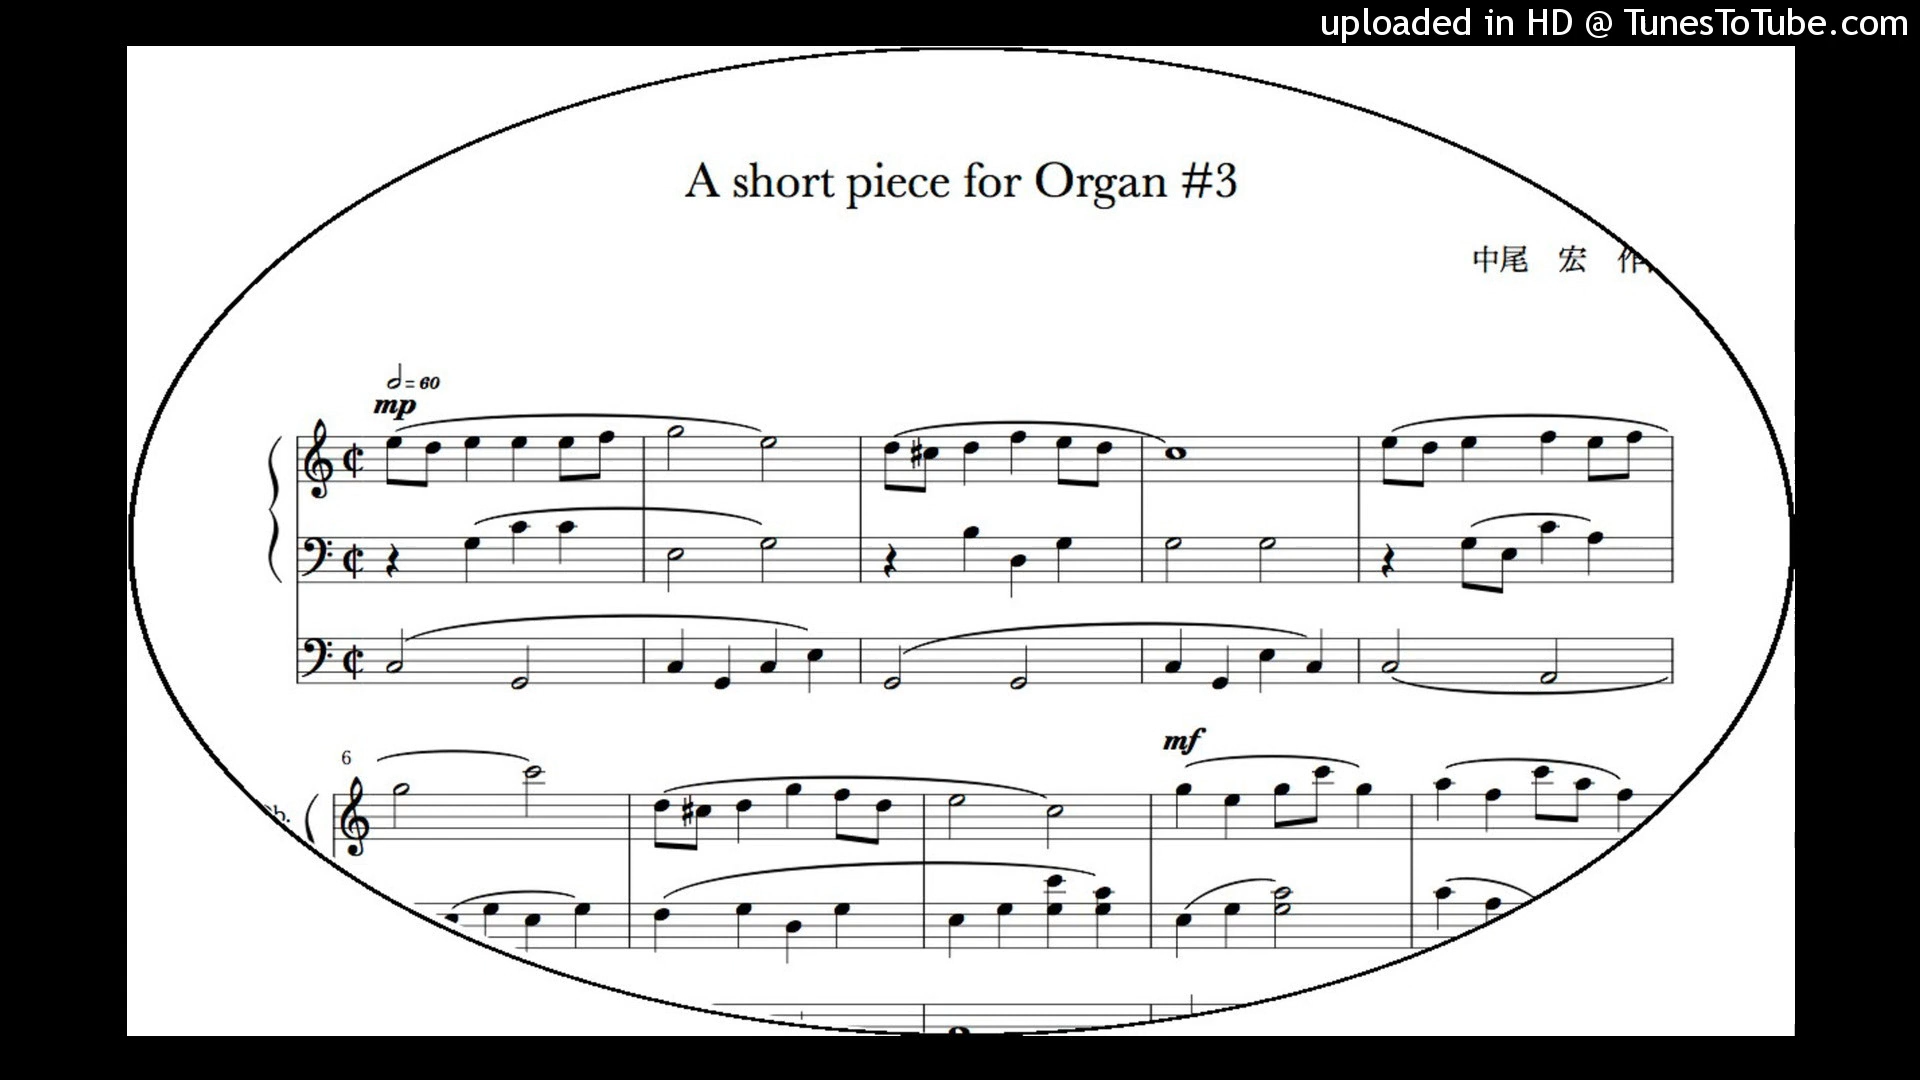 uploaded in HD @ TunesToTube.com
A short piece for Organ #3
中尾　宏　作
= 60
mp
6
mf